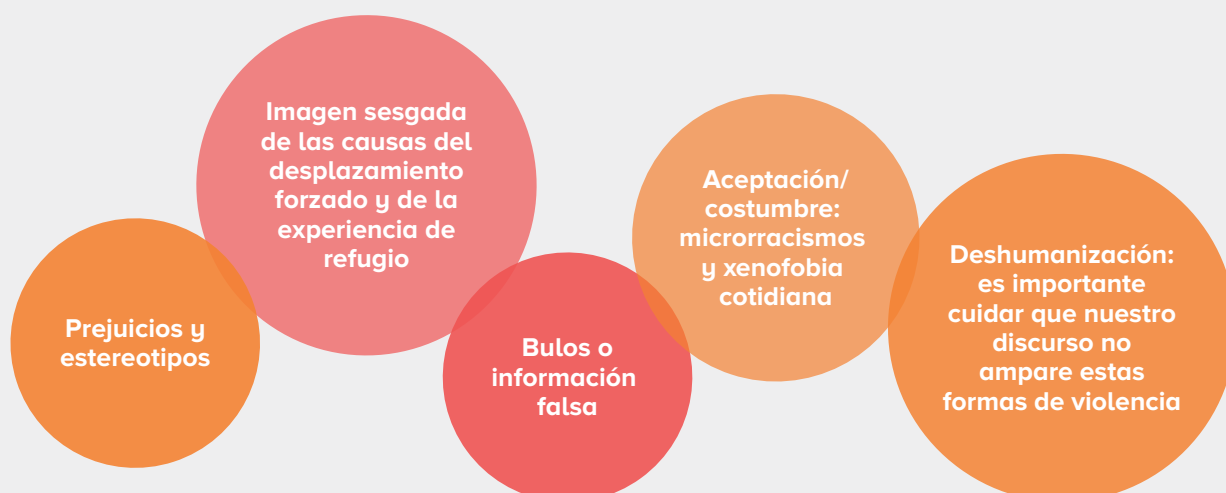 Prejuicios y
estereotipos
Imagen sesgada
de las causas del
desplazamiento
forzado y de la
experiencia de
refugio
Bulos o
información
falsa
Aceptación/
costumbre:
microrracismos
y xenofobia
cotidiana
Deshumanización:
es importante
cuidar que nuestro
discurso no
ampare estas
formas de violencia